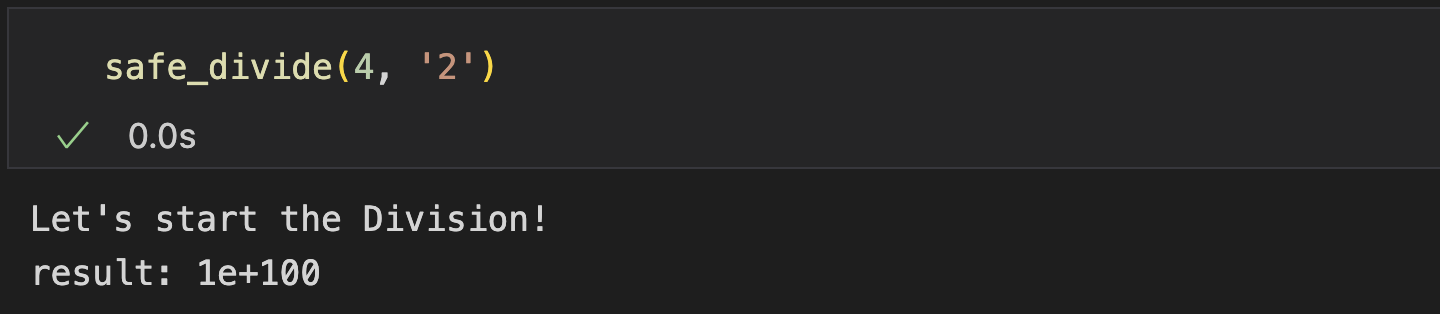 safe_divide(4, '2')
0.0s
Let's start the Division!
result: 1e+100